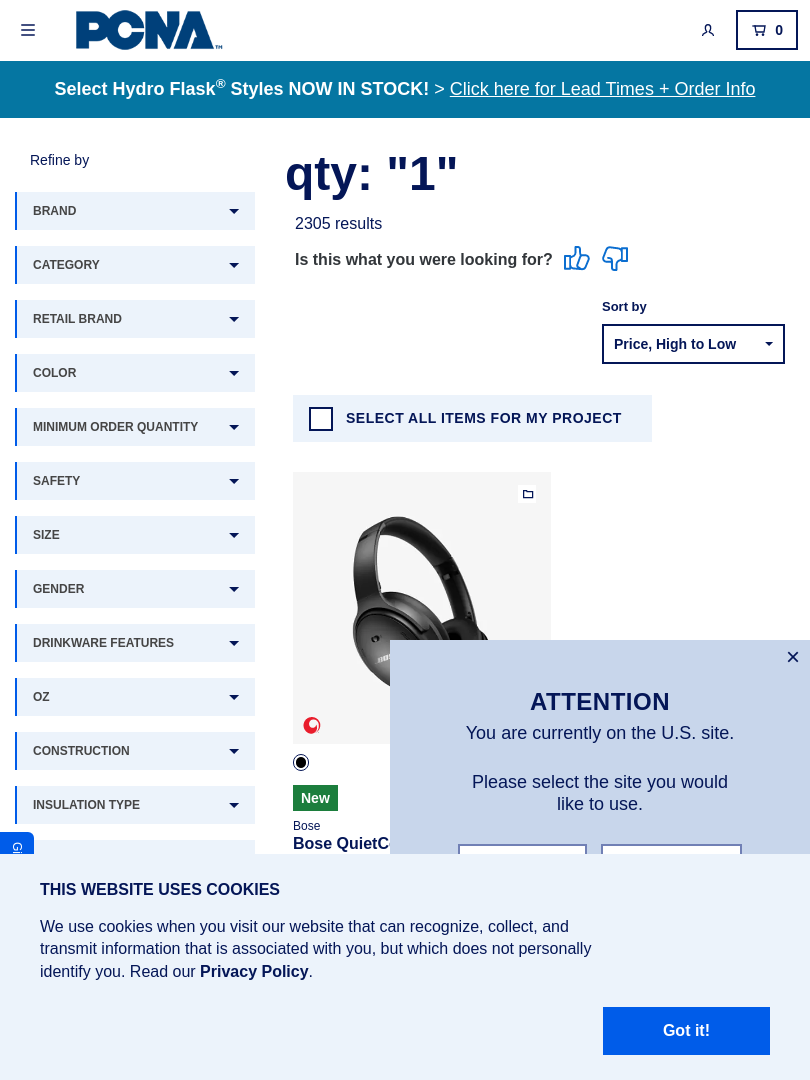 PCNA™
0
Select Hydro Flask® Styles NOW IN STOCK! > Click here for Lead Times + Order Info
Refine by
BRAND
CATEGORY
RETAIL BRAND
COLOR
MINIMUM ORDER QUANTITY
SAFETY
SIZE
GENDER
DRINKWARE FEATURES
OZ
CONSTRUCTION
INSULATION TYPE
qty: "1"
2305 results
Is this what you were looking for?
Sort by
Price, High to Low
SELECT ALL ITEMS FOR MY PROJECT
New
Bose
Bose QuietC
ATTENTION
You are currently on the U.S. site.
Please select the site you would
like to use.
THIS WEBSITE USES COOKIES
We use cookies when you visit our website that can recognize, collect, and
transmit information that is associated with you, but which does not personally
identify you. Read our Privacy Policy.
Got it!